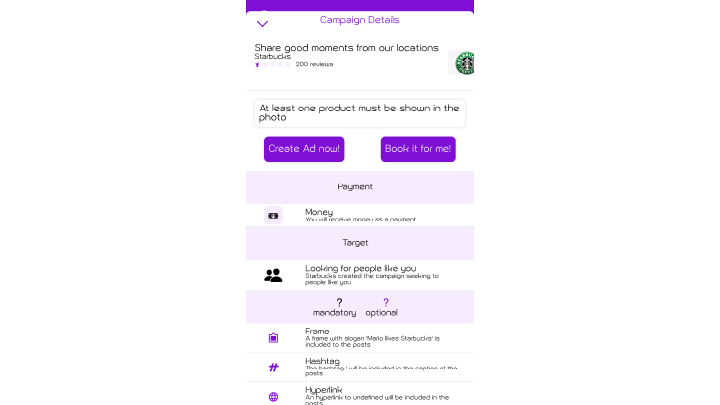 Campaign Details
Share good moments from our locations
Starbucks
200 reviews
At least one product must be shown in the
photo
Create Ad now!
Book it for me!
Payment
Money
You will receive money as a payment
Target
Looking for people like you
Starbucks created the campaign seeking to
people like you
? ?
mandatory optional
Frame
A frame with slogan 'Mario likes Starbucks' is
included to the posts
# Hashtag
The hashtag ' will be included in the caption of the
posts
Hyperlink
An hyperlink to undefined will be included in the
posts